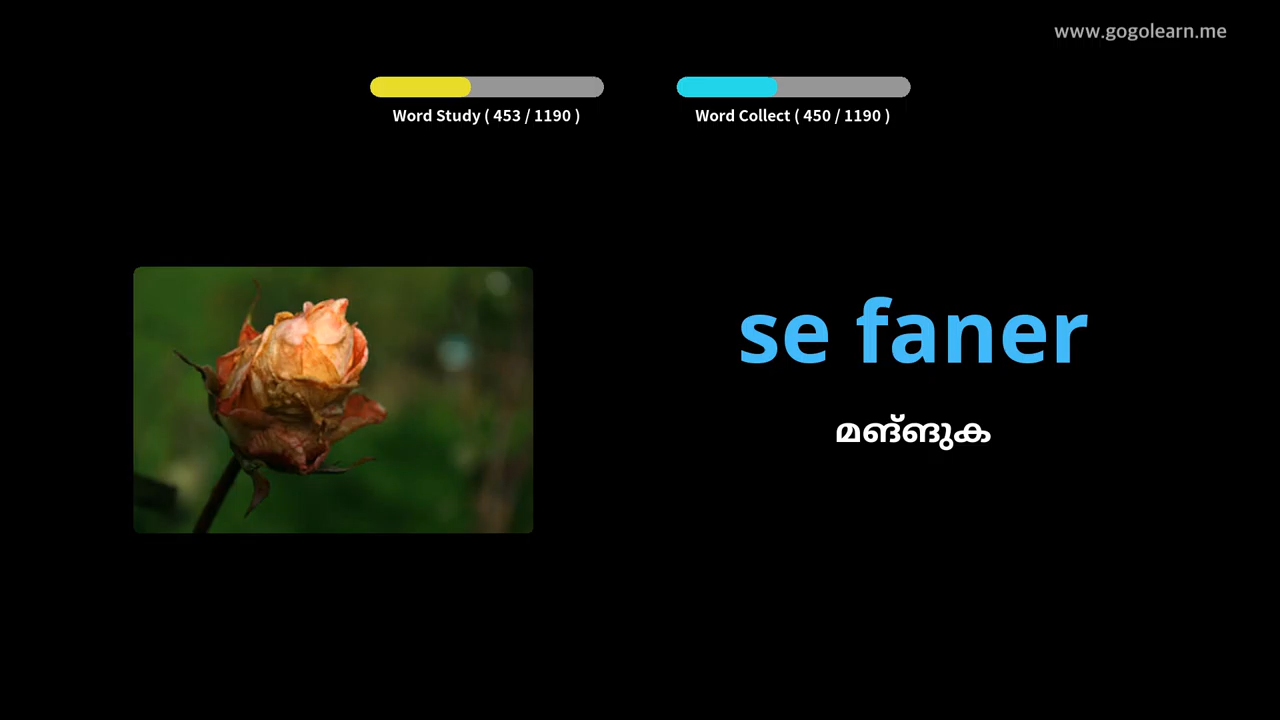 www.gogolearn.me
Word Study ( 453 / 1190 )
Word Collect ( 450 / 1190 )
se faner
മങ്ങുക